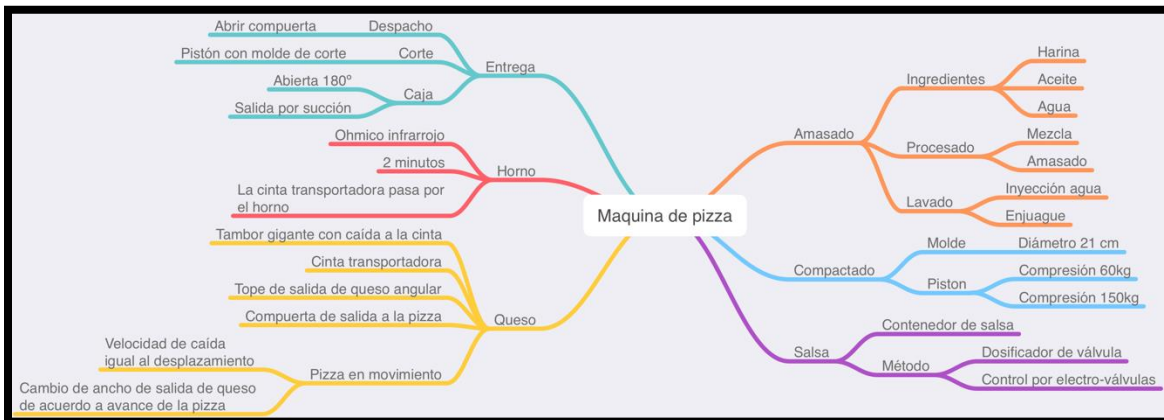 Maquina de pizza
Entrega
Despacho
Abrir compuerta
Corte
Pistón con molde de corte
Caja
Abierta 180º
Salida por succión
Horno
Ohmico infrarrojo
2 minutos
La cinta transportadora pasa por
el horno
Queso
Tambor gigante con caída a la cinta
Cinta transportadora
Tope de salida de queso angular
Compuerta de salida a la pizza
Pizza en movimiento
Velocidad de caída
igual al desplazamiento
Cambio de ancho de salida de queso
de acuerdo a avance de la pizza
Amasado
Ingredientes
Harina
Aceite
Agua
Procesado
Mezcla
Amasado
Lavado
Inyección agua
Enjuague
Compactado
Molde
Diámetro 21 cm
Piston
Compresión 60kg
Compresión 150kg
Salsa
Contenedor de salsa
Método
Dosificador de válvula
Control por electro-válvulas